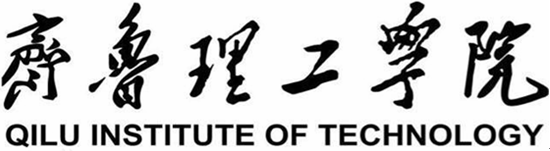 齊魯理工學院
QILU INSTITUTE OF TECHNOLOGY